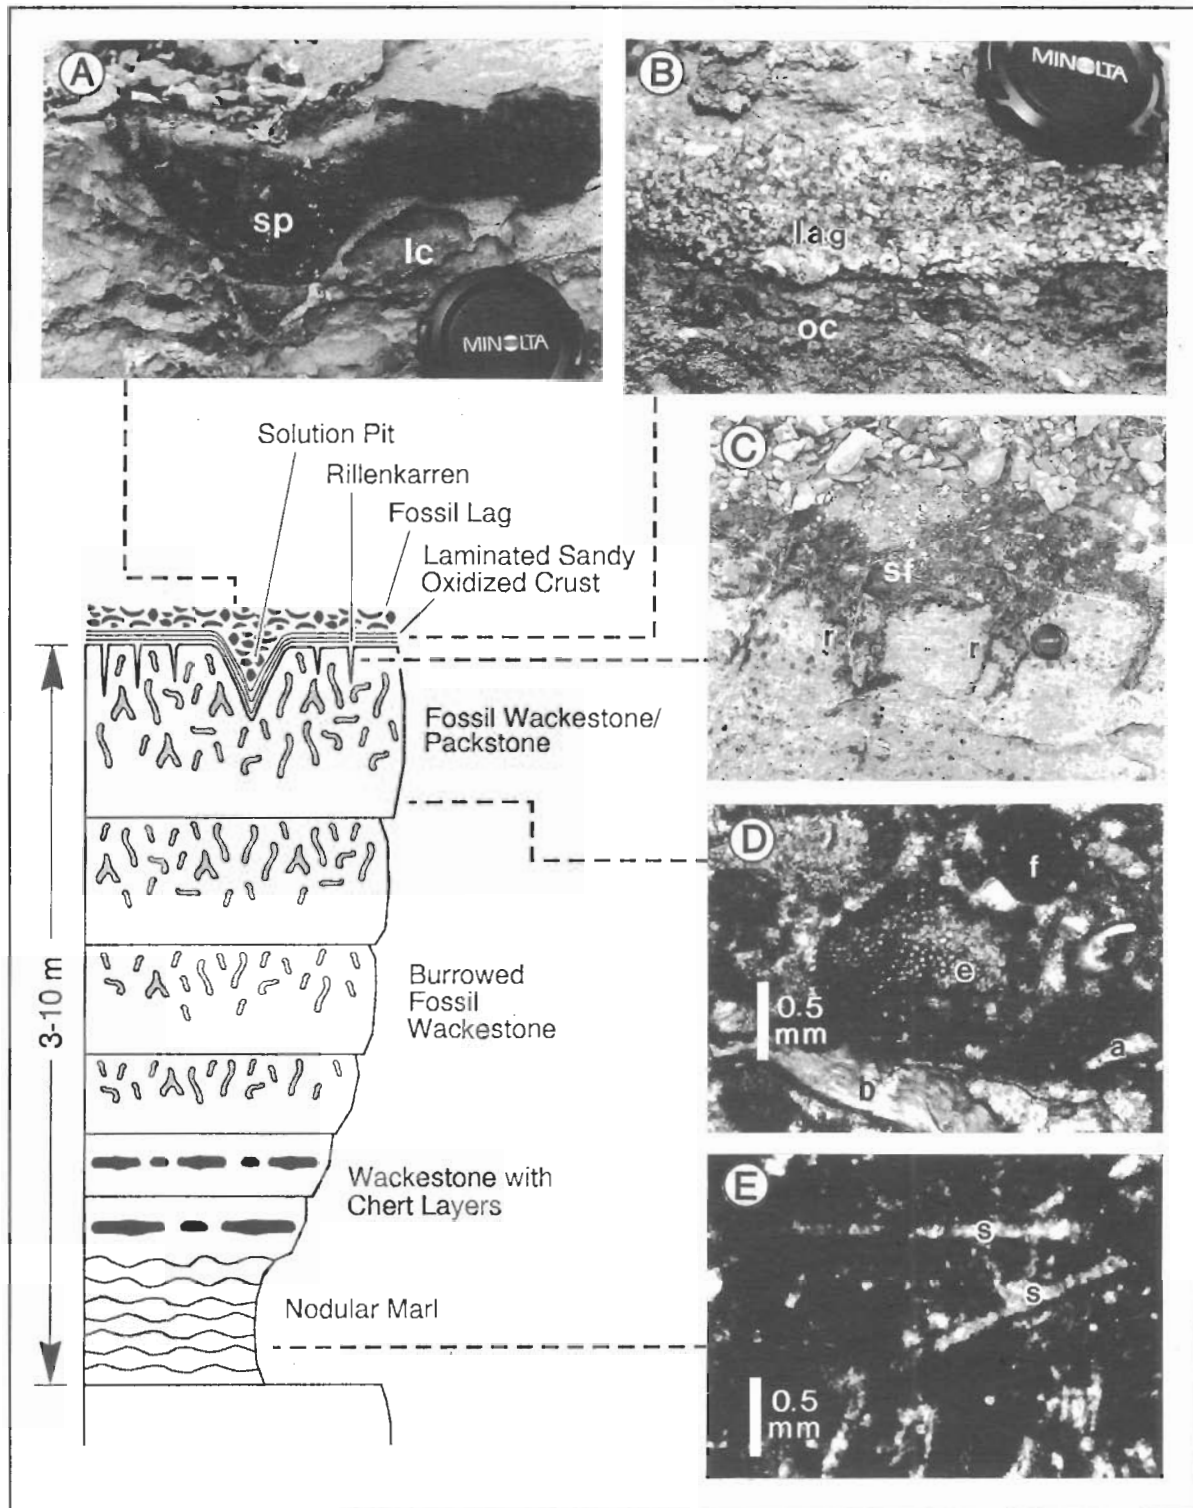 A
sp
lc
MINOLTA
B
MINOLTA
lag
oc
Solution Pit
Rillenkarren
Fossil Lag
Laminated Sandy
Oxidized Crust
C
sf
r
r
Fossil Wackestone/
Packstone
D
f
e
0.5
mm
a
b
Burrowed
Fossil
Wackestone
3-10 m
Wackestone with
Chert Layers
E
s
s
Nodular Marl
0.5
mm